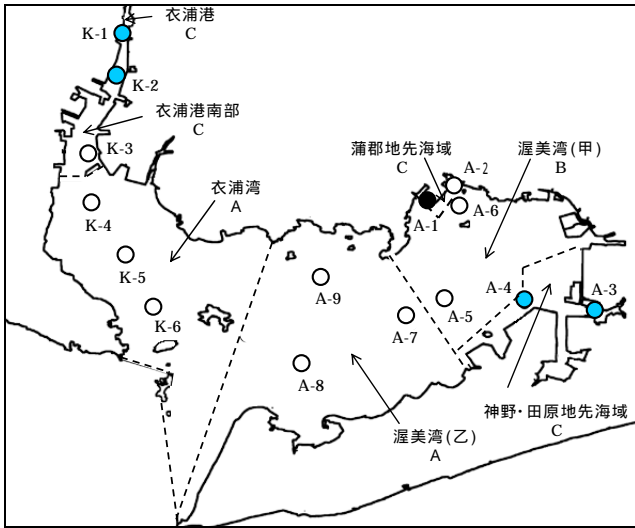 衣浦港
C
K-1
K-2
衣浦港南部
C
K-3
蒲郡地先海域
C
渥美湾(甲)
B
A-2
A-6
A-1
衣浦湾
A
K-4
K-5
K-6
A-9
A-5
A-4
A-3
A-7
A-8
渥美湾(乙)
A
神野・田原地先海域
C